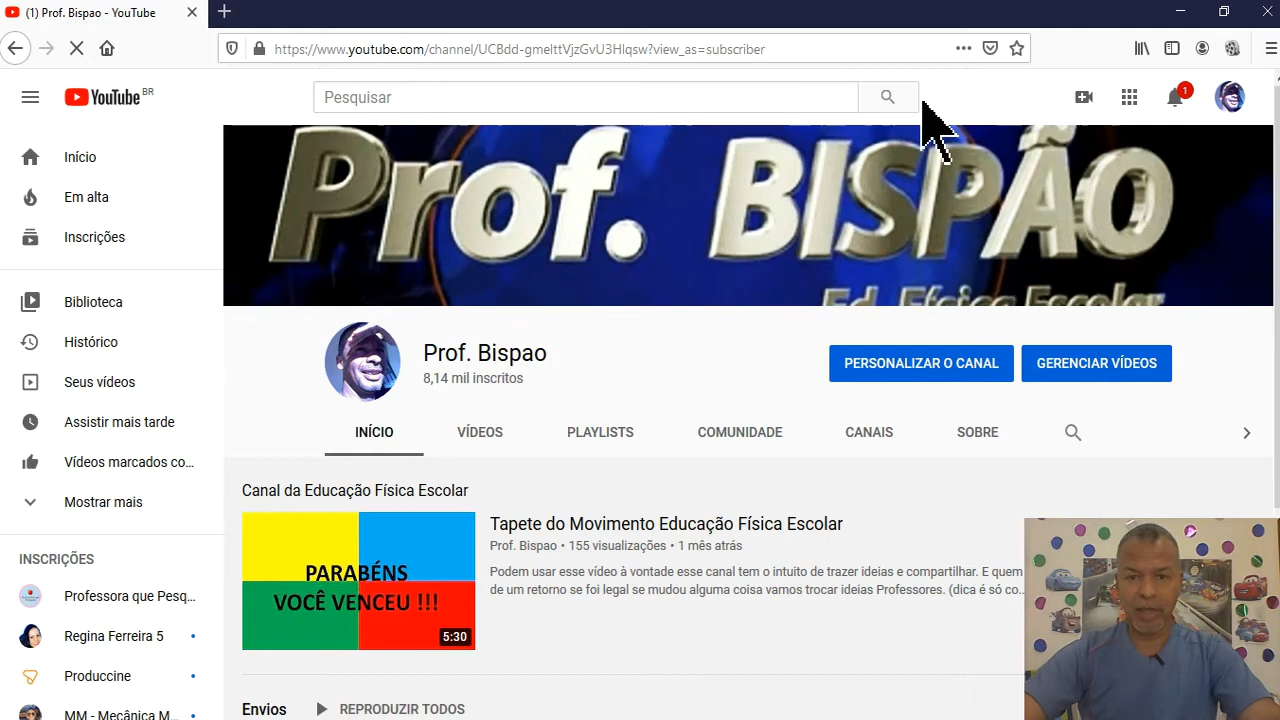 (1) Prof. Bispao - YouTube
https://www.youtube.com/channel/UCBdd-gmelttVjzGvU3Hlqsw?view_as=subscriber
YouTube BR
Pesquisar
1
Início
Em alta
Inscrições
Biblioteca
Histórico
Seus vídeos
Assistir mais tarde
Vídeos marcados co...
Mostrar mais
INSCRIÇÕES
Professora que Pesq...
Regina Ferreira 5
Produccine
MM - Mecânica M...
Prof. BISPÃO
Ed. Física Escolar
Prof. Bispao
8,14 mil inscritos
PERSONALIZAR O CANAL
GERENCIAR VÍDEOS
INÍCIO
VÍDEOS
PLAYLISTS
COMUNIDADE
CANAIS
SOBRE
Canal da Educação Física Escolar
PARABÉNS
VOCÊ VENCEU !!!
5:30
Tapete do Movimento Educação Física Escolar
Prof. Bispao • 155 visualizações • 1 mês atrás
Podem usar esse vídeo à vontade esse canal tem o intuito de trazer ideias e compartilhar. E quem
de um retorno se foi legal se mudou alguma coisa vamos trocar ideias Professores. (dica é só co...
Envios
REPRODUZIR TODOS